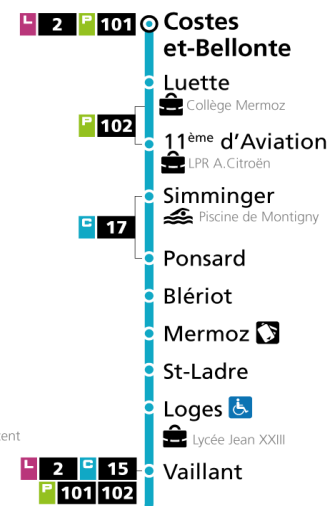 L 2 P 101 Costes
et-Bellonte
Luette
Collège Mermoz
P 102
11ème d'Aviation
LPR A.Citroën
Simminger
Piscine de Montigny
C 17
Ponsard
Blériot
Mermoz
St-Ladre
Loges
Lycée Jean XXIII
L 2 C 15 Vaillant
P 101 102